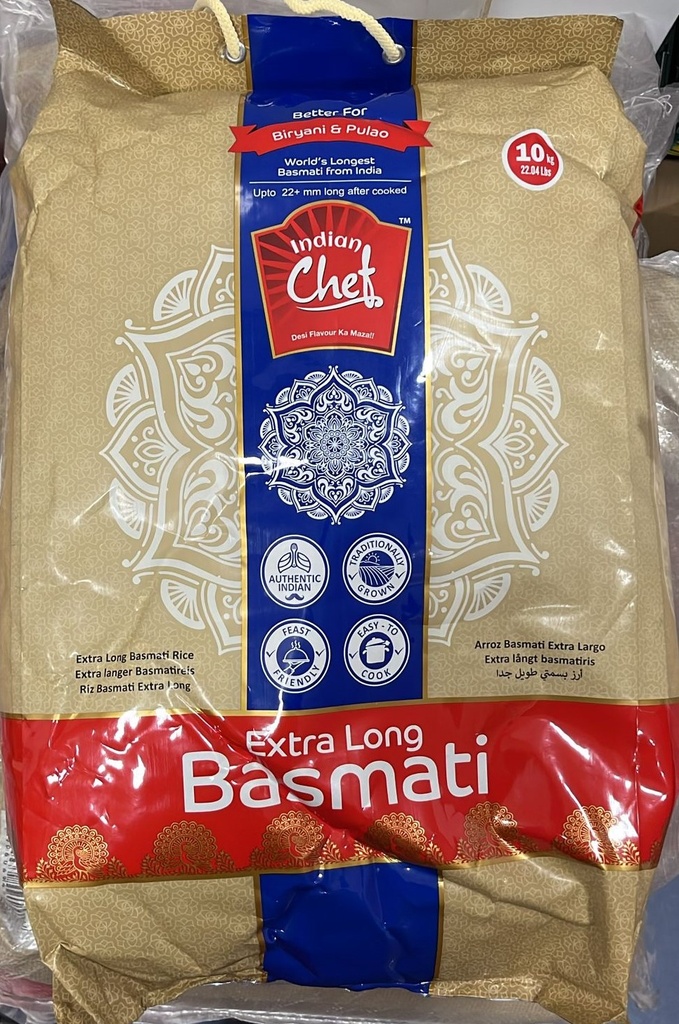 Better For
Biryani & Pulao
World's Longest
Basmati from India
Upto 22+ mm long after cooked
10 kg
22.04 Lbs
TM
Indian
Chef
Desi Flavour Ka Maza!!
AUTHENTIC
INDIAN
TRADITIONALLY
GROWN
FEAST
FRIENDLY
EASY-TO
COOK
Extra Long Basmati Rice
Extra langer Basmatireis
Riz Basmati Extra Long
Arroz Basmati Extra Largo
Extra långt basmatiris
أرز بسمتي طويل جدا
Extra Long
Basmati